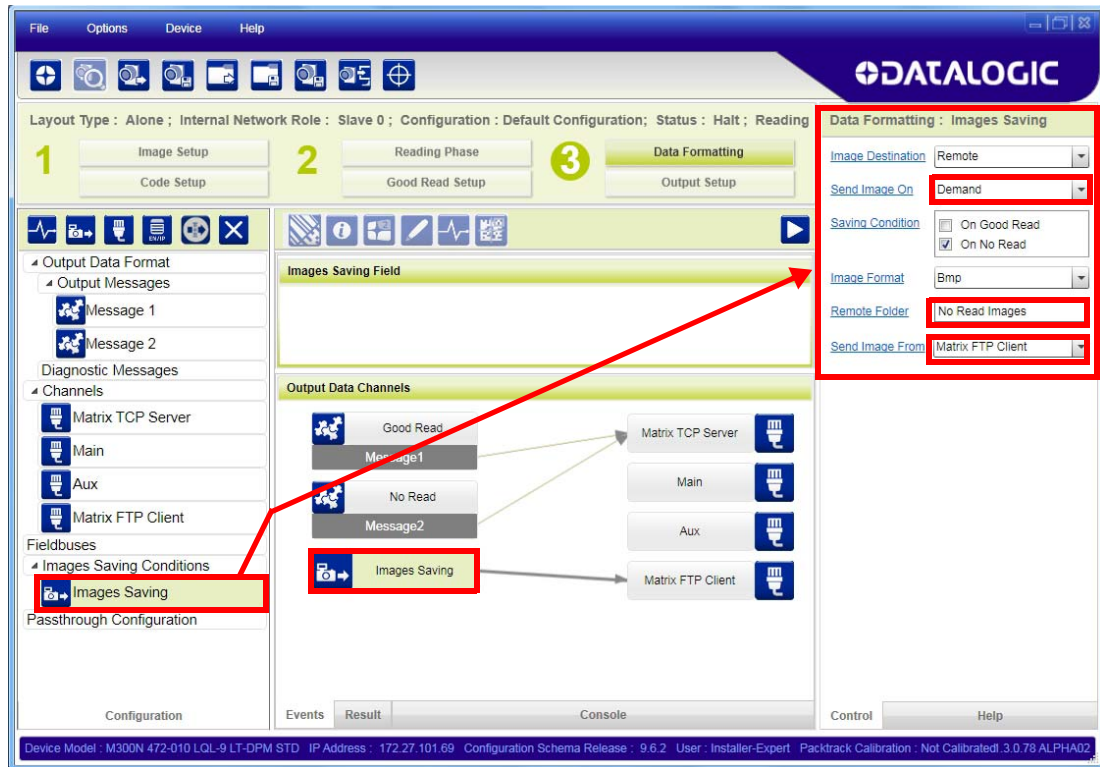 File Options Device Help
DATALOGIC
Layout Type : Alone ; Internal Network Role : Slave 0 ; Configuration : Default Configuration; Status : Halt ; Reading
1 Image Setup 2 Reading Phase 3 Data Formatting
Code Setup Good Read Setup Output Setup
EN/IP
Output Data Format
Output Messages
Message 1
Message 2
Diagnostic Messages
Channels
Matrix TCP Server
Main
Aux
Matrix FTP Client
Fieldbuses
Images Saving Conditions
Images Saving
Passthrough Configuration
Configuration
Images Saving Field
Output Data Channels
Good Read
Message1
No Read
Message2
Images Saving
Matrix TCP Server
Main
Aux
Matrix FTP Client
Events Result Console
Data Formatting : Images Saving
Image Destination Remote
Send Image On Demand
Saving Condition On Good Read
On No Read
Image Format Bmp
Remote Folder No Read Images
Send Image From Matrix FTP Client
Control Help
Device Model : M300N 472-010 LQL-9 LT-DPM STD IP Address : 172.27.101.69 Configuration Schema Release : 9.6.2 User : Installer-Expert Packtrack Calibration : Not Calibrated!.3.0.78 ALPHA02